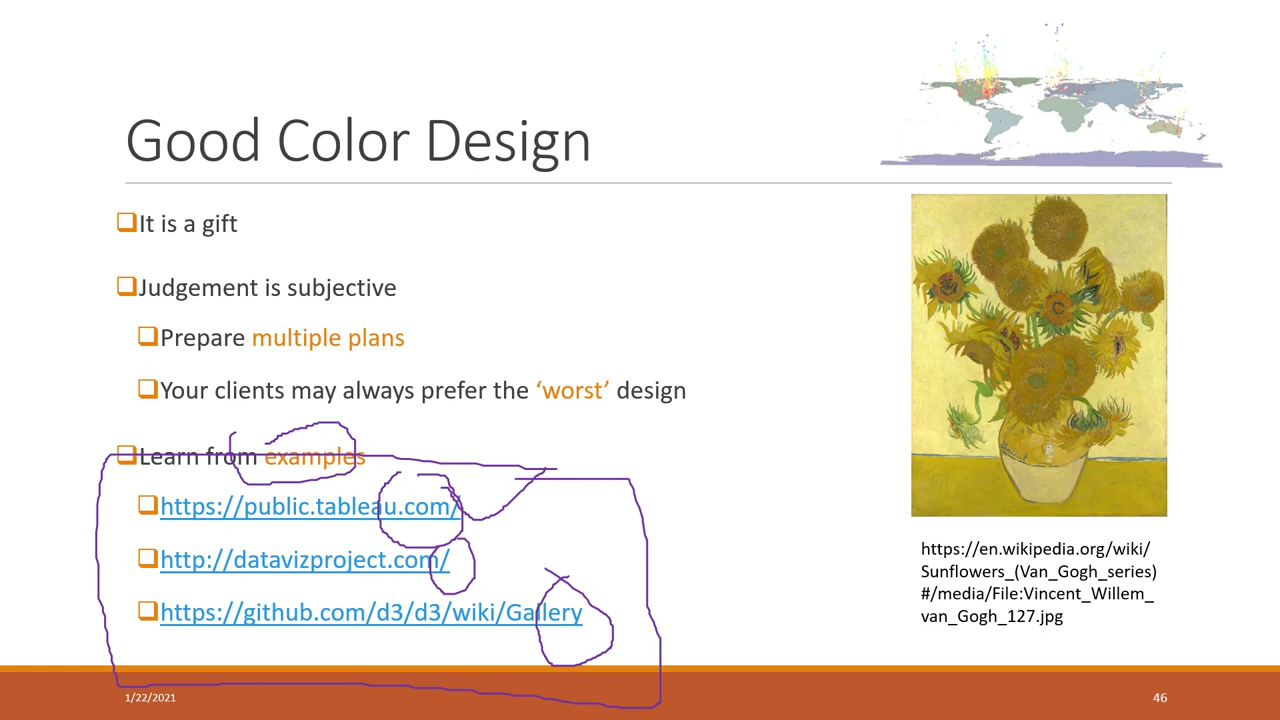 Good Color Design
It is a gift
Judgement is subjective
Prepare multiple plans
Your clients may always prefer the ‘worst’ design
Learn from examples
https://public.tableau.com/
http://datavizproject.com/
https://github.com/d3/d3/wiki/Gallery
https://en.wikipedia.org/wiki/
Sunflowers_(Van_Gogh_series)
#/media/File:Vincent_Willem_
van_Gogh_127.jpg
1/22/2021
46